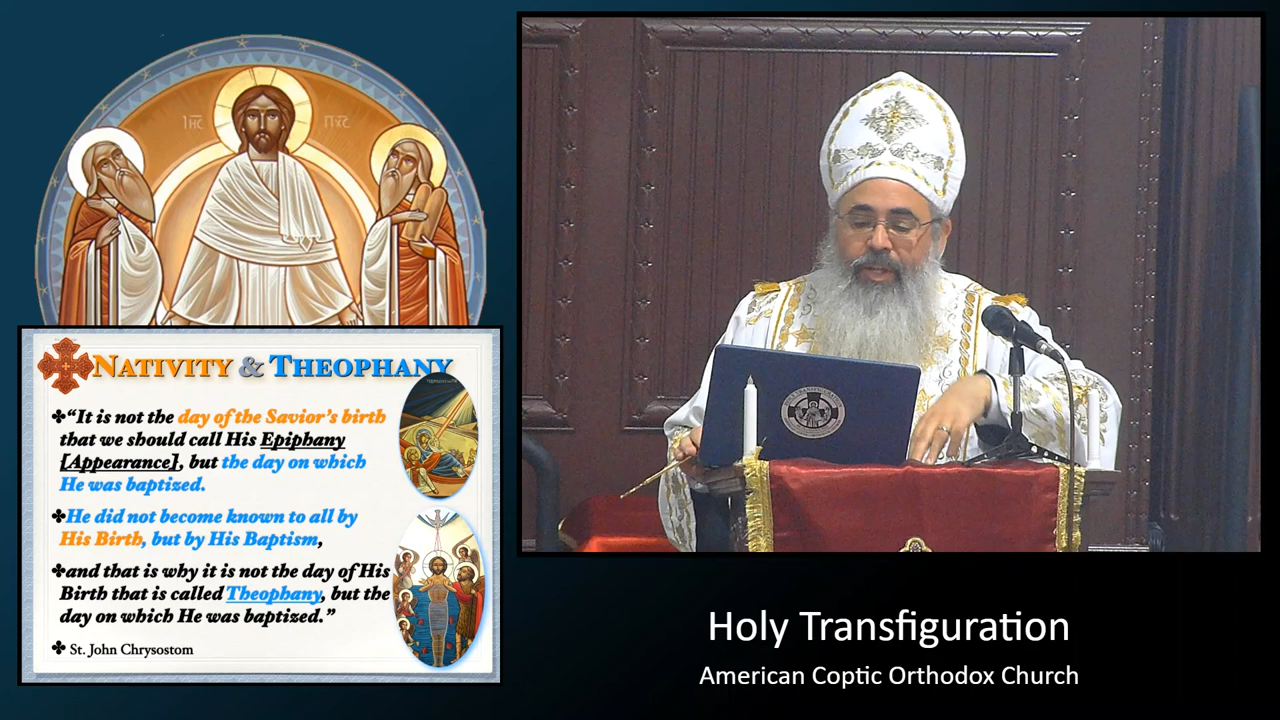 ΙΗC ΠΧC
NATIVITY & THEOPHANY
✤“It is not the day of the Savior’s birth
that we should call His Epiphany
[Appearance], but the day on which
He was baptized.
✤He did not become known to all by
His Birth, but by His Baptism,
✤and that is why it is not the day of His
Birth that is called Theophany, but the
day on which He was baptized.”
✤ St. John Chrysostom
Holy Transfiguration
American Coptic Orthodox Church